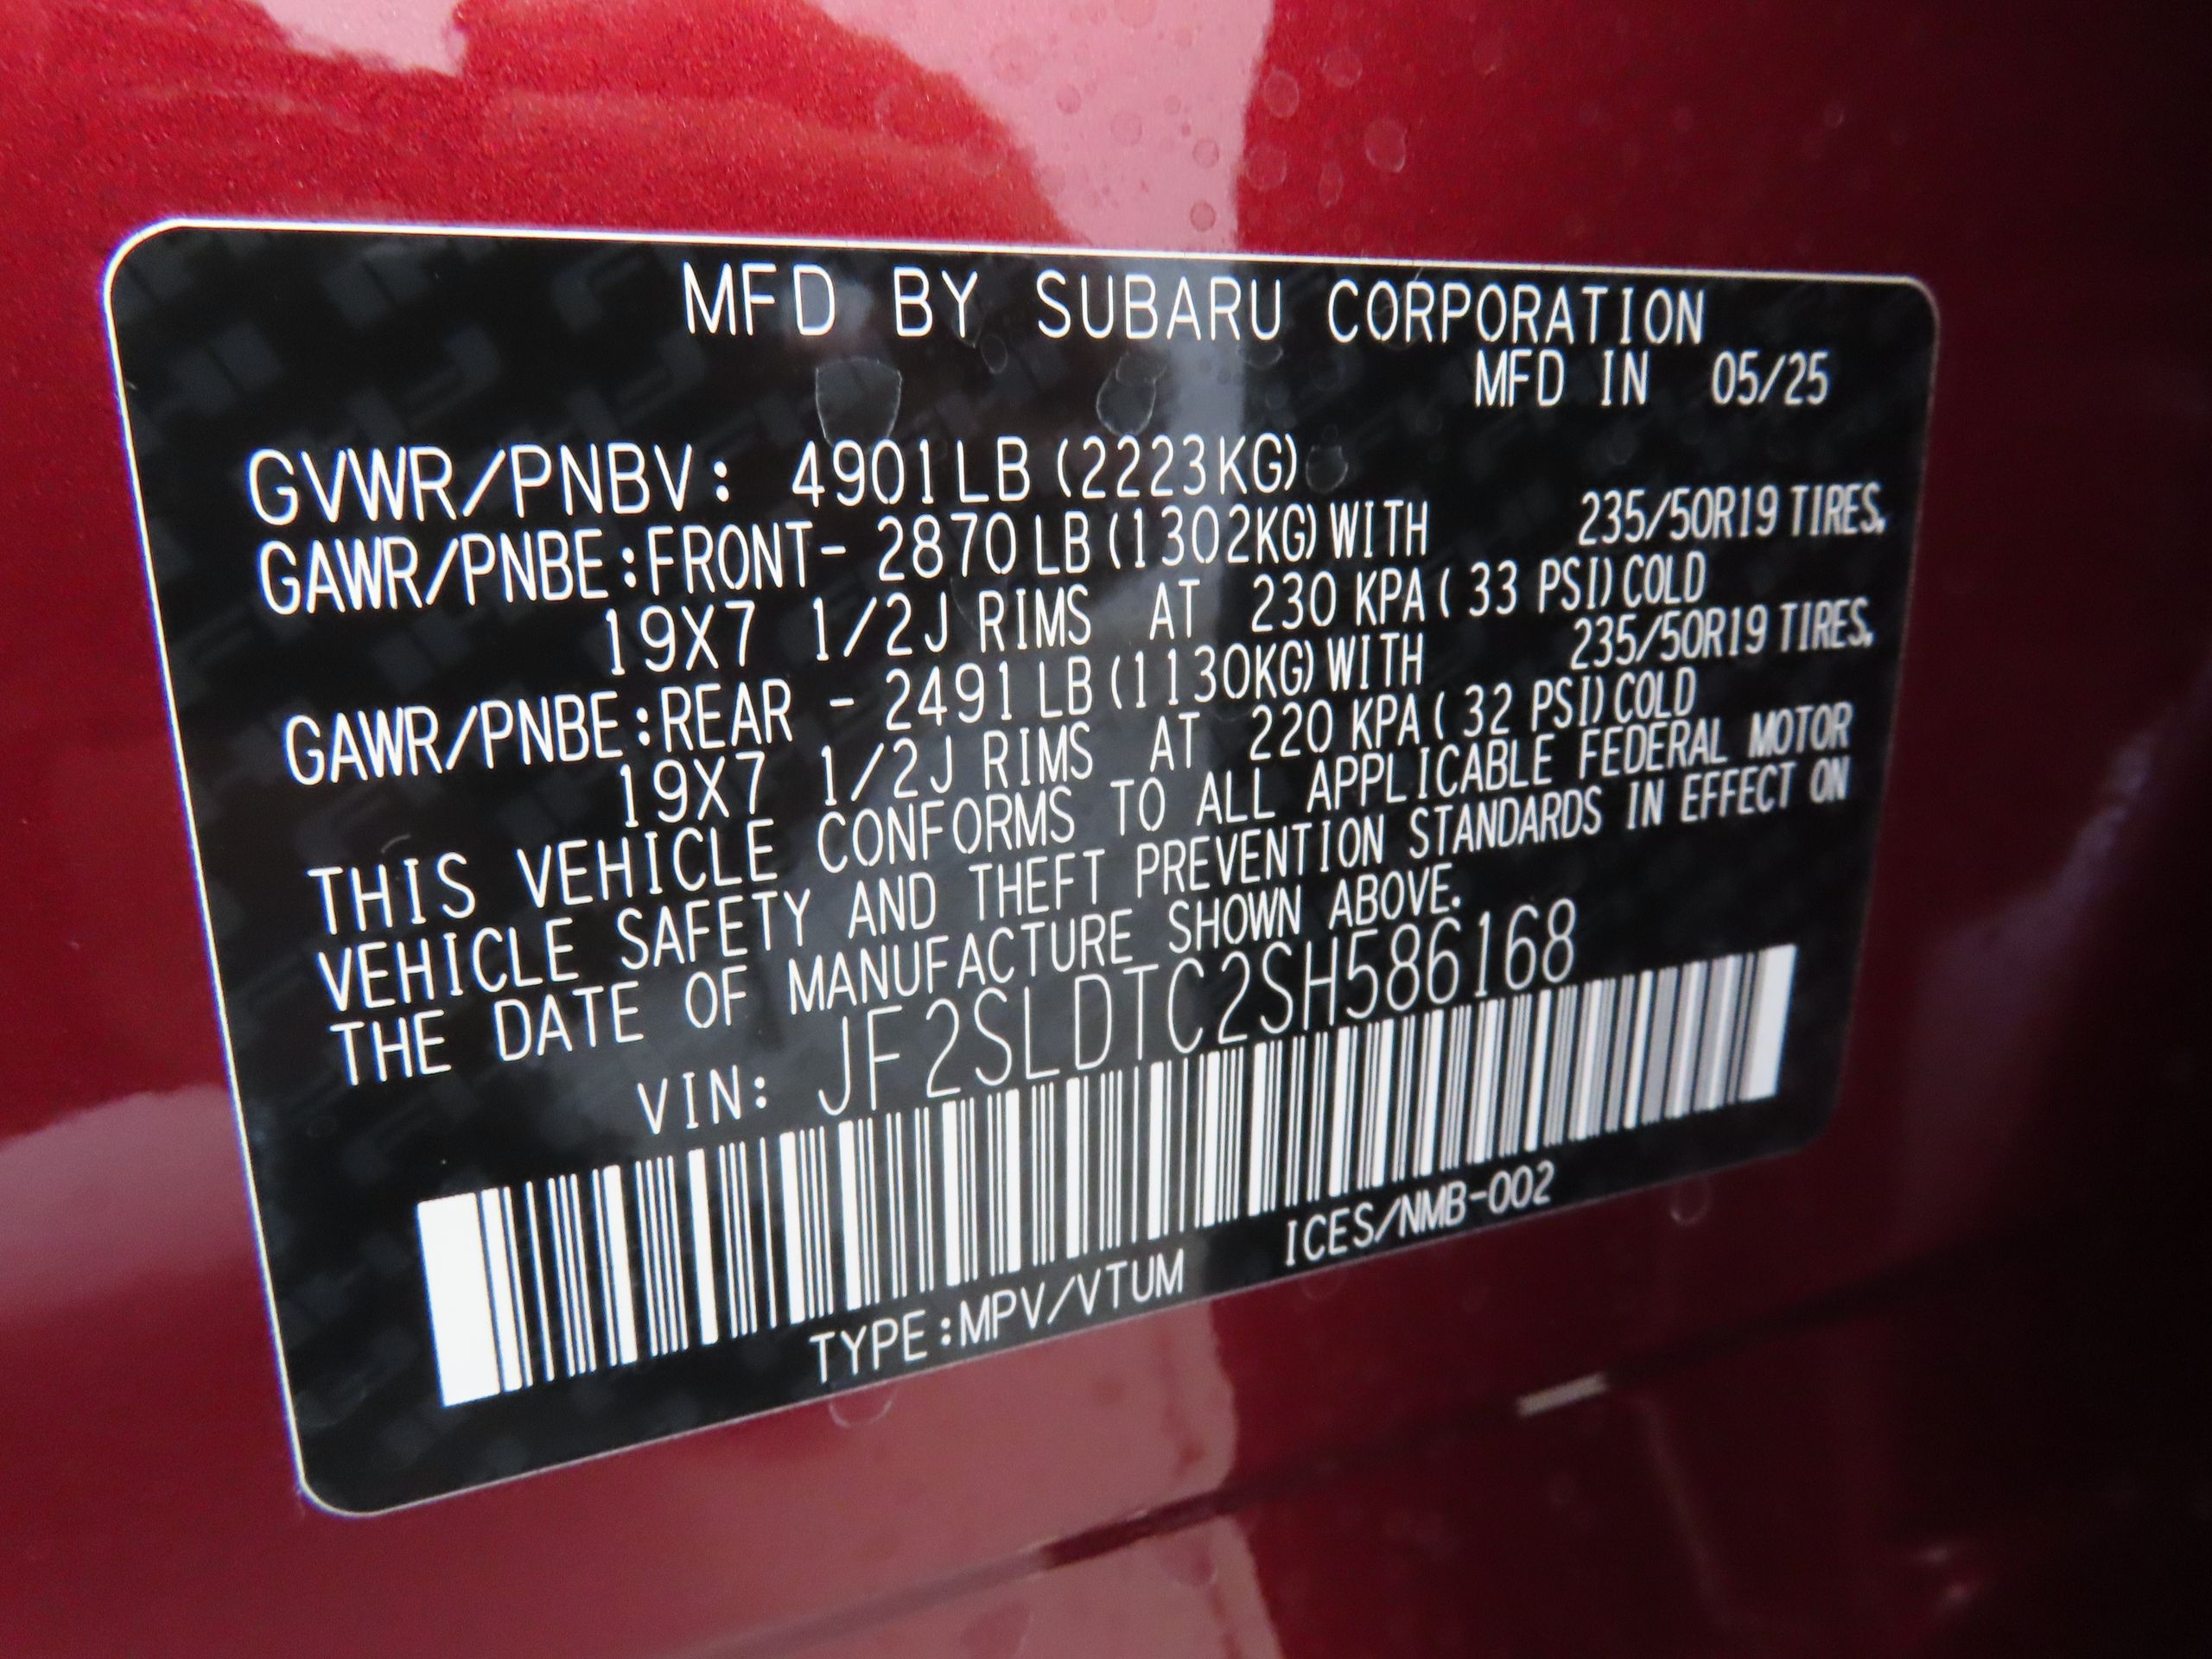 MFD BY SUBARU CORPORATION
MFD IN 05/25
GVWR/PNBV: 4901LB (2223KG)
GAWR/PNBE:FRONT- 2870 LB (1302KG) WITH 235/50R19 TIRES,
19X7 1/2J RIMS AT 230 KPA ( 33 PSI) COLD
GAWR/PNBE:REAR - 2491 LB (1130KG) WITH 235/50R19 TIRES,
19X7 1/2J RIMS AT 220 KPA ( 32 PSI) COLD
THIS VEHICLE CONFORMS TO ALL APPLICABLE FEDERAL MOTOR
VEHICLE SAFETY AND THEFT PREVENTION STANDARDS IN EFFECT ON
THE DATE OF MANUFACTURE SHOWN ABOVE.
VIN: JF2SLDTC2SH586168
TYPE:MPV/VTUM ICES/NMB-002